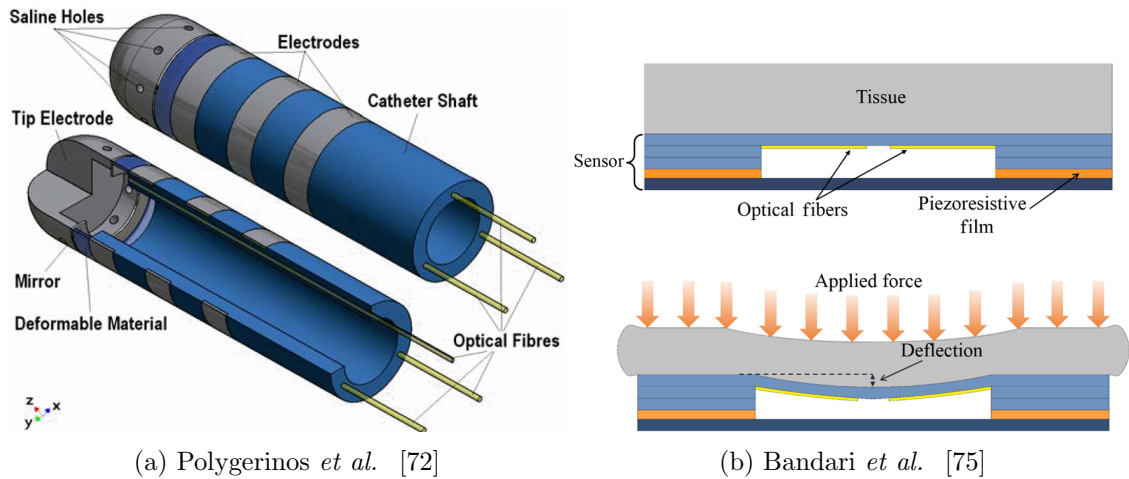 Saline Holes
Electrodes
Catheter Shaft
Tip Electrode
Mirror
Deformable Material
Optical Fibres
z
x
y
Tissue
Sensor
Optical fibers
Piezoresistive
film
Applied force
Deflection
(a) Polygerinos et al. [72]
(b) Bandari et al. [75]